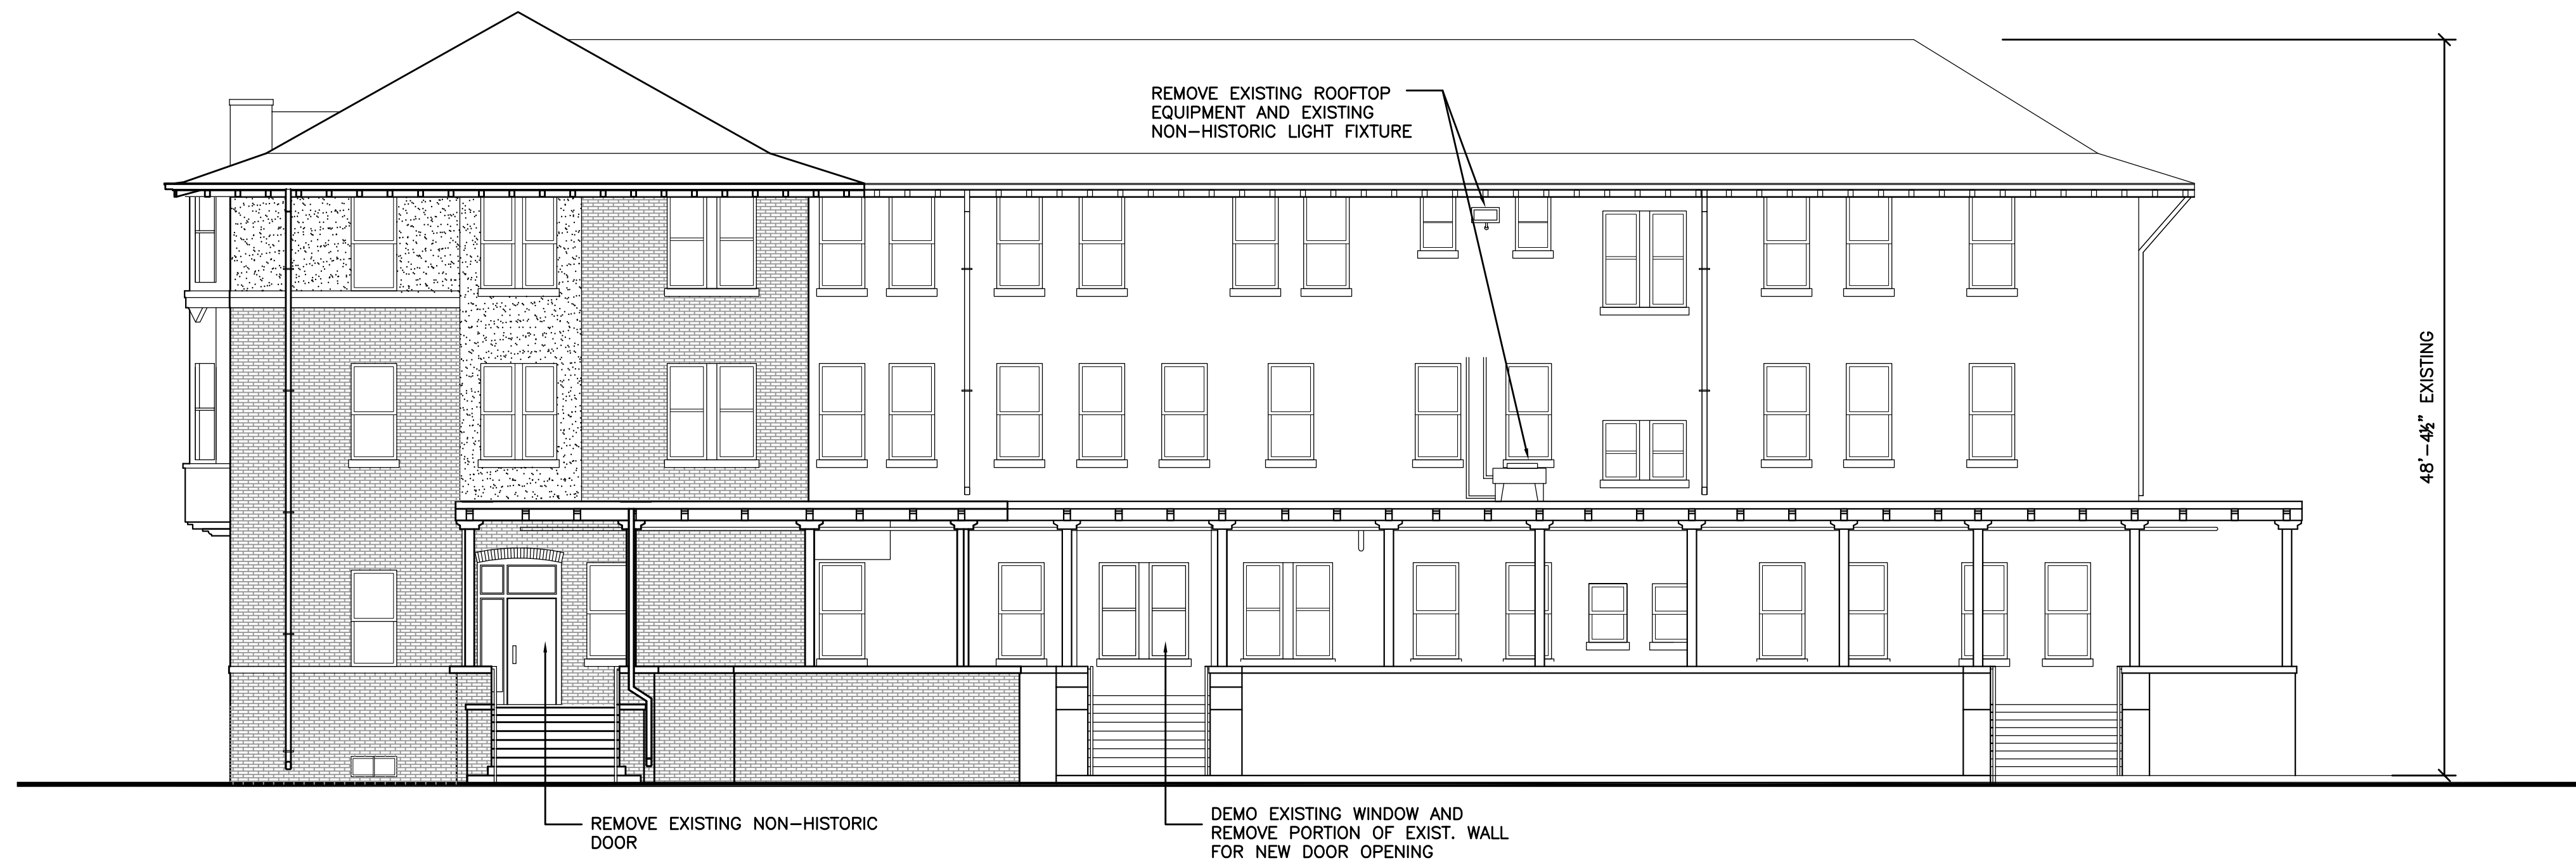 REMOVE EXISTING ROOFTOP
EQUIPMENT AND EXISTING
NON-HISTORIC LIGHT FIXTURE
48'-4½" EXISTING
REMOVE EXISTING NON-HISTORIC
DOOR
DEMO EXISTING WINDOW AND
REMOVE PORTION OF EXIST. WALL
FOR NEW DOOR OPENING